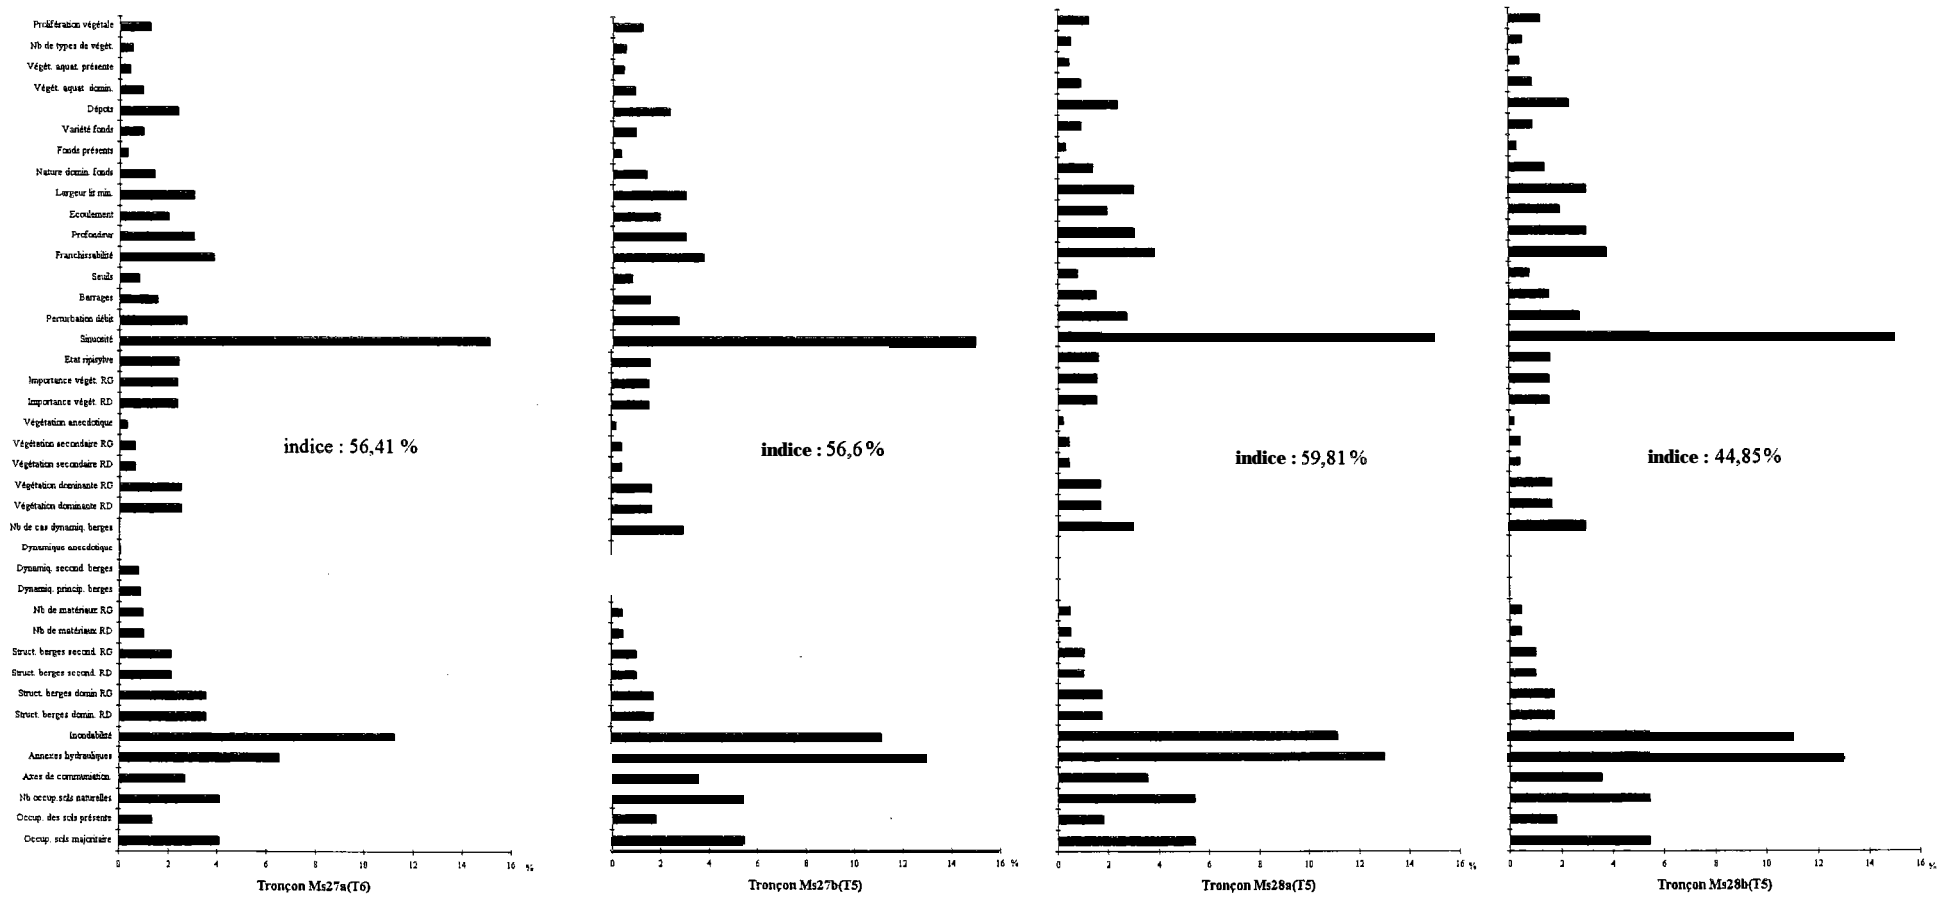 Prolifération végétale
Nb de types de végét.
Végét. aquat. présente
Végét. aquat. domin.
Dépots
Variété fonds
Fonds présents
Nature domin. fonds
Largeur lit min.
Ecoulement
Profondeur
Franchissabilité
Seuils
Barrages
Perturbation débit
Sinuosité
Etat ripisylve
Importance végét. RG
Importance végét. RD
Végétation anecdotique
Végétation secondaire RG
Végétation secondaire RD
Végétation dominante RG
Végétation dominante RD
Nb de cas dynamiq. berges
Dynamique anecdotique
Dynamiq. second. berges
Dynamiq. princip. berges
Nb de matériaux RG
Nb de matériaux RD
Struct. berges second. RG
Struct. berges second. RD
Struct. berges domin RG
Struct. berges domin. RD
Inondabilité
Annexes hydrauliques
Axes de communication.
Nb occup.sols naturelles
Occup. des sols présente
Occup. sols majoritaire
indice : 56,41 %
0 2 4 6 8 10 12 14 16 %
Tronçon Ms27a(T6)
indice : 56,6%
0 2 4 6 8 10 12 14 16 %
Tronçon Ms27b(T5)
indice : 59,81%
0 2 4 6 8 10 12 14 16 %
Tronçon Ms28a(T5)
indice : 44,85%
0 2 4 6 8 10 12 14 16 %
Tronçon Ms28b(T5)